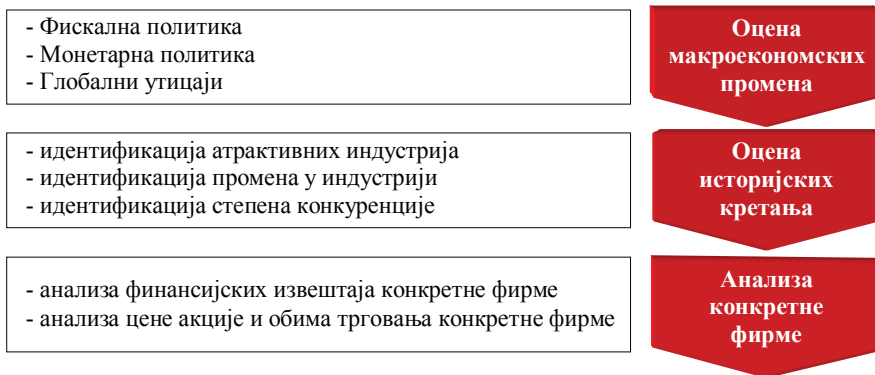 - Фискална политика
- Монетарна политика
- Глобални утицаји
Оцена
макроекономских
промена
- идентификација атрактивних индустрија
- идентификација промена у индустрији
- идентификација степена конкуренције
Оцена
историјских
кретања
- анализа финансијских извештаја конкретне фирме
- анализа цене акције и обима трговања конкретне фирме
Анализа
конкретне
фирме